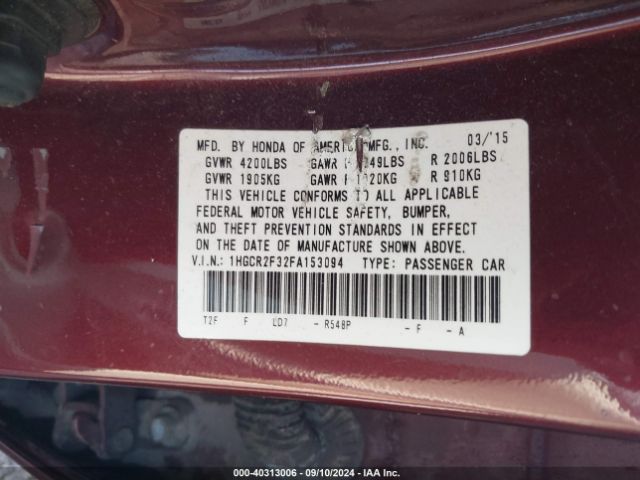 MFD. BY HONDA OF MFG., INC. 03/'15
GVWR 4200LBS GAWR R 2006LBS
GVWR 1905KG GAWR R 910KG
THIS VEHICLE CONFORMS TO ALL APPLICABLE
FEDERAL MOTOR VEHICLE SAFETY, BUMPER,
AND THEFT PREVENTION STANDARDS IN EFFECT
ON THE DATE OF MANUFACTURE SHOWN ABOVE.
V.I.N.: 1HGCR2F32FA153094 TYPE: PASSENGER CAR
T2F F LD7 - R548P - F - A
000-40313006 - 09/10/2024 - IAA Inc.